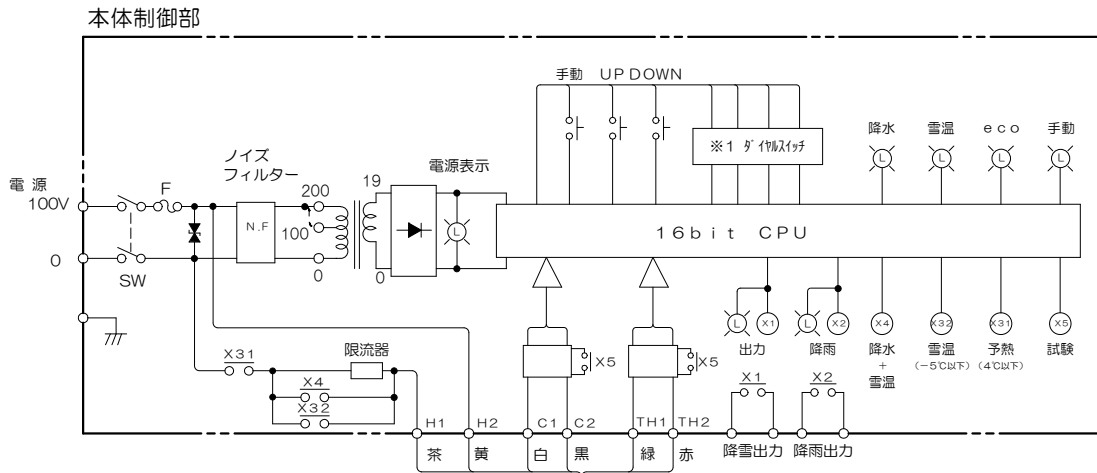 本体制御部
手動 UP DOWN
降水 雪温 eco 手動
L L L L
※1 ダイヤルスイッチ
ノイズ
フィルター
電源表示
電 源
100V
F
N.F
200
100
0
19
0
L
16bit CPU
0
SW
L X1 L X2 X4 X32 X31 X5
出力 降雨 降水
+
雪温
雪温
(-5℃以下)
予熱
(4℃以下)
試験
X31
限流器
X4
X32
X5
X5
X1
X2
H1 H2 C1 C2 TH1 TH2
茶 黄 白 黒 緑 赤
降雪出力 降雨出力